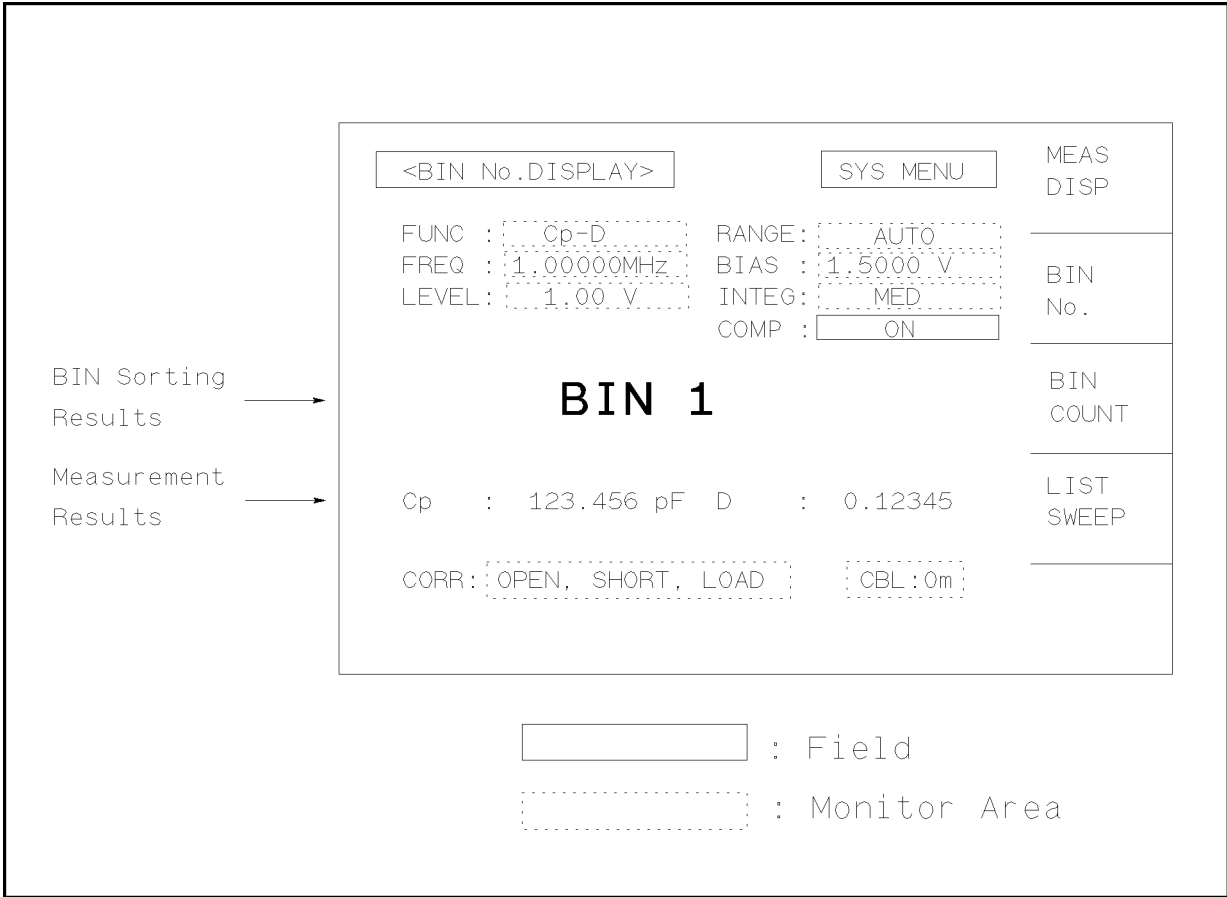 <BIN No.DISPLAY> SYS MENU
FUNC : Cp-D RANGE: AUTO
FREQ : 1.00000MHz BIAS : 1.5000 V
LEVEL: 1.00 V INTEG: MED
COMP : ON
BIN 1
Cp : 123.456 pF D : 0.12345
CORR: OPEN, SHORT, LOAD CBL:0m
MEAS
DISP
BIN
No.
BIN
COUNT
LIST
SWEEP
BIN Sorting
Results
Measurement
Results
: Field
: Monitor Area